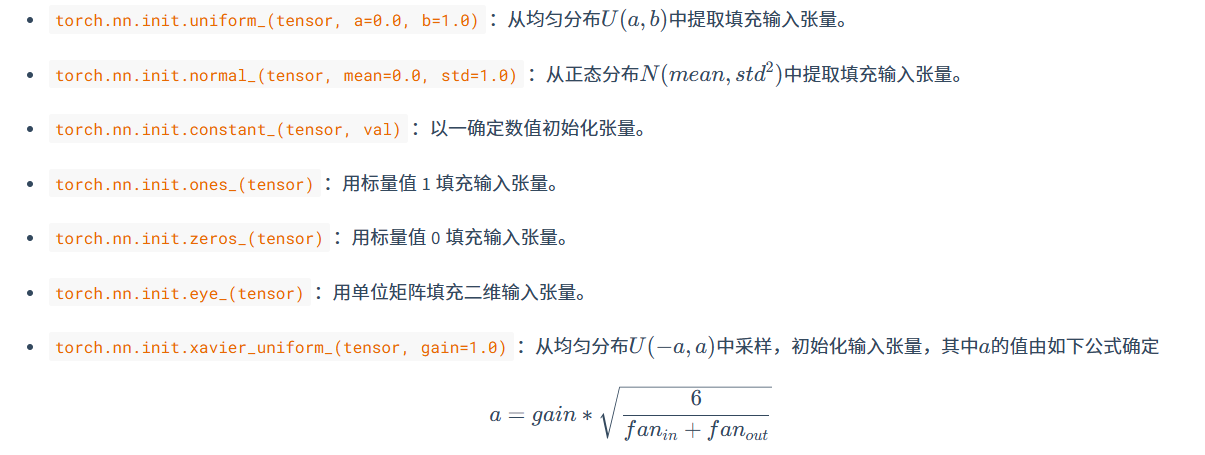 torch.nn.init.uniform_(tensor, a=0.0, b=1.0) ：从均匀分布U(a, b)中提取填充输入张量。
torch.nn.init.normal_(tensor, mean=0.0, std=1.0) ：从正态分布N(mean, std²)中提取填充输入张量。
torch.nn.init.constant_(tensor, val) ：以一确定数值初始化张量。
torch.nn.init.ones_(tensor) ：用标量值 1 填充输入张量。
torch.nn.init.zeros_(tensor) ：用标量值 0 填充输入张量。
torch.nn.init.eye_(tensor) ：用单位矩阵填充二维输入张量。
torch.nn.init.xavier_uniform_(tensor, gain=1.0) ：从均匀分布U(−a, a)中采样，初始化输入张量，其中a的值由如下公式确定
a = gain * √(6 / (fan_in + fan_out))